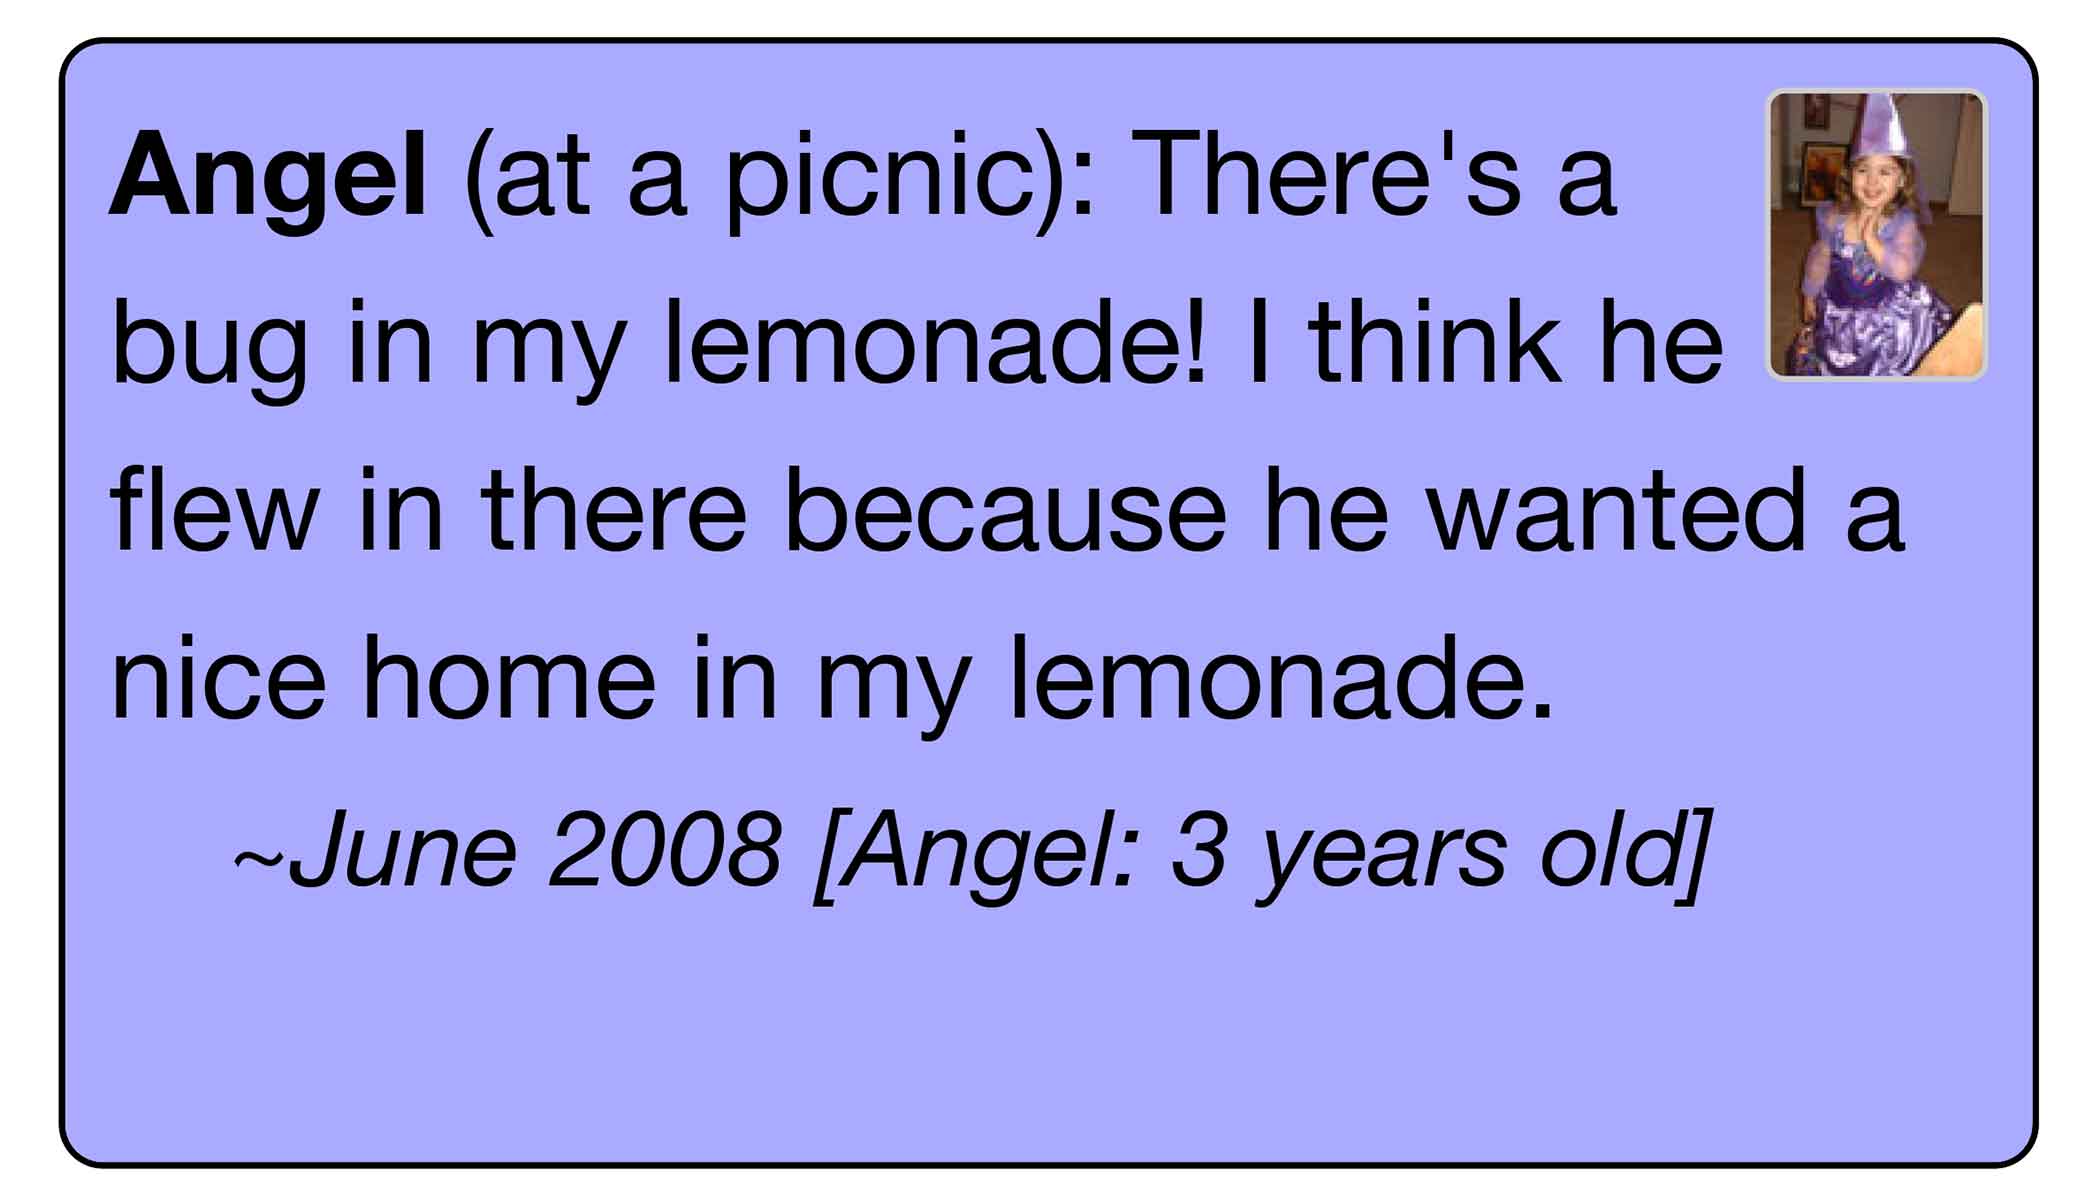 Angel (at a picnic): There's a
bug in my lemonade! I think he
flew in there because he wanted a
nice home in my lemonade.
~June 2008 [Angel: 3 years old]